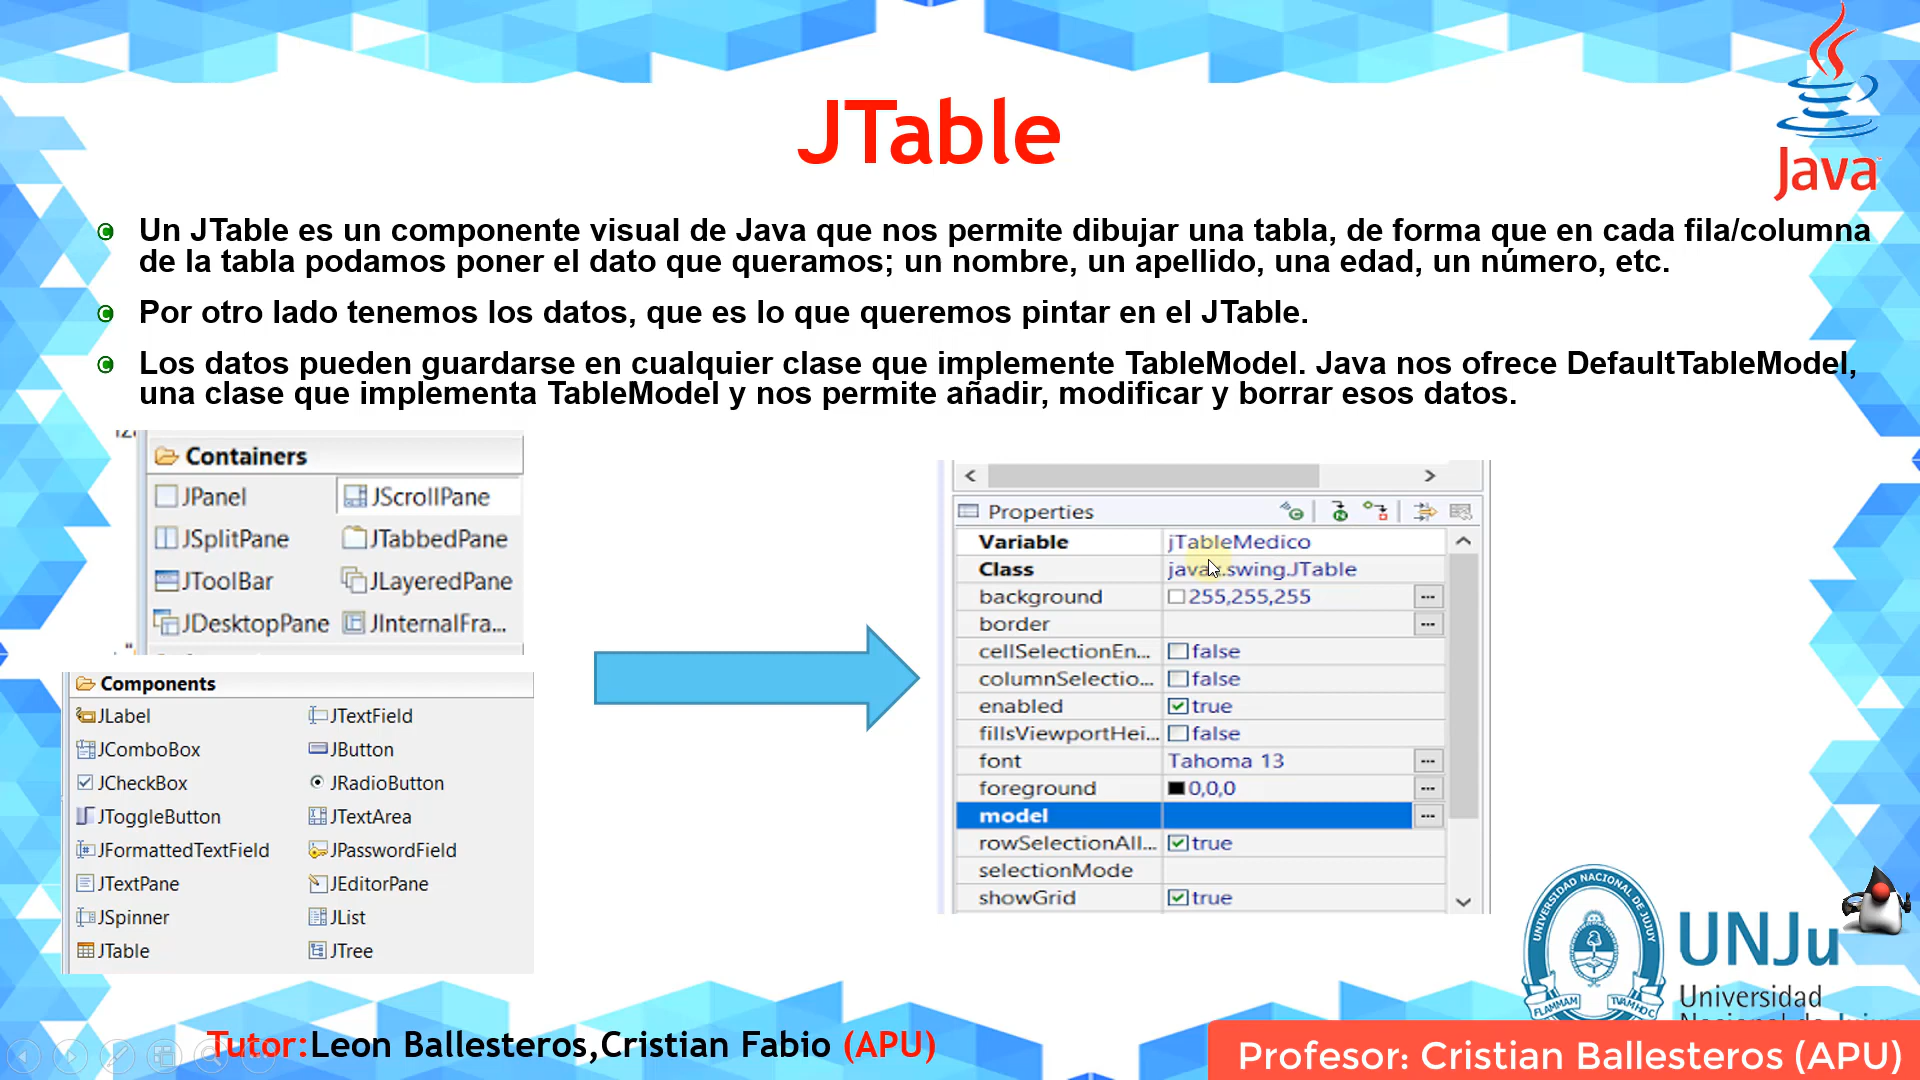 JTable
Java
Un JTable es un componente visual de Java que nos permite dibujar una tabla, de forma que en cada fila/columna
de la tabla podamos poner el dato que queramos; un nombre, un apellido, una edad, un número, etc.
Por otro lado tenemos los datos, que es lo que queremos pintar en el JTable.
Los datos pueden guardarse en cualquier clase que implemente TableModel. Java nos ofrece DefaultTableModel,
una clase que implementa TableModel y nos permite añadir, modificar y borrar esos datos.
Containers
JPanel JScrollPane
JSplitPane JTabbedPane
JToolBar JLayeredPane
JDesktopPane JInternalFra...
Components
JLabel JTextField
JComboBox JButton
JCheckBox JRadioButton
JToggleButton JTextArea
JFormattedTextField JPasswordField
JTextPane JEditorPane
JSpinner JList
JTable JTree
Properties
Variable jTableMedico
Class javax.swing.JTable
background 255,255,255
border
cellSelectionEn... false
columnSelectio... false
enabled true
fillsViewportHei... false
font Tahoma 13
foreground 0,0,0
model
rowSelectionAll... true
selectionMode
showGrid true
UNIVERSIDAD NACIONAL DE JUJUY
UNJu
Universidad
Tutor:Leon Ballesteros,Cristian Fabio (APU)
Profesor: Cristian Ballesteros (APU)